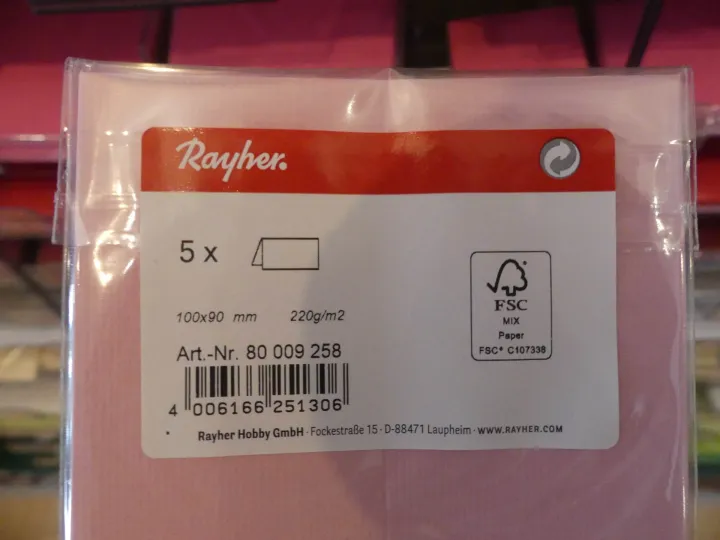 Rayher.
5 x
100x90 mm 220g/m2
FSC
MIX
Paper
FSC® C107338
Art.-Nr. 80 009 258
4 006166 251306
Rayher Hobby GmbH · Fockestraße 15 · D-88471 Laupheim · www.rayher.com